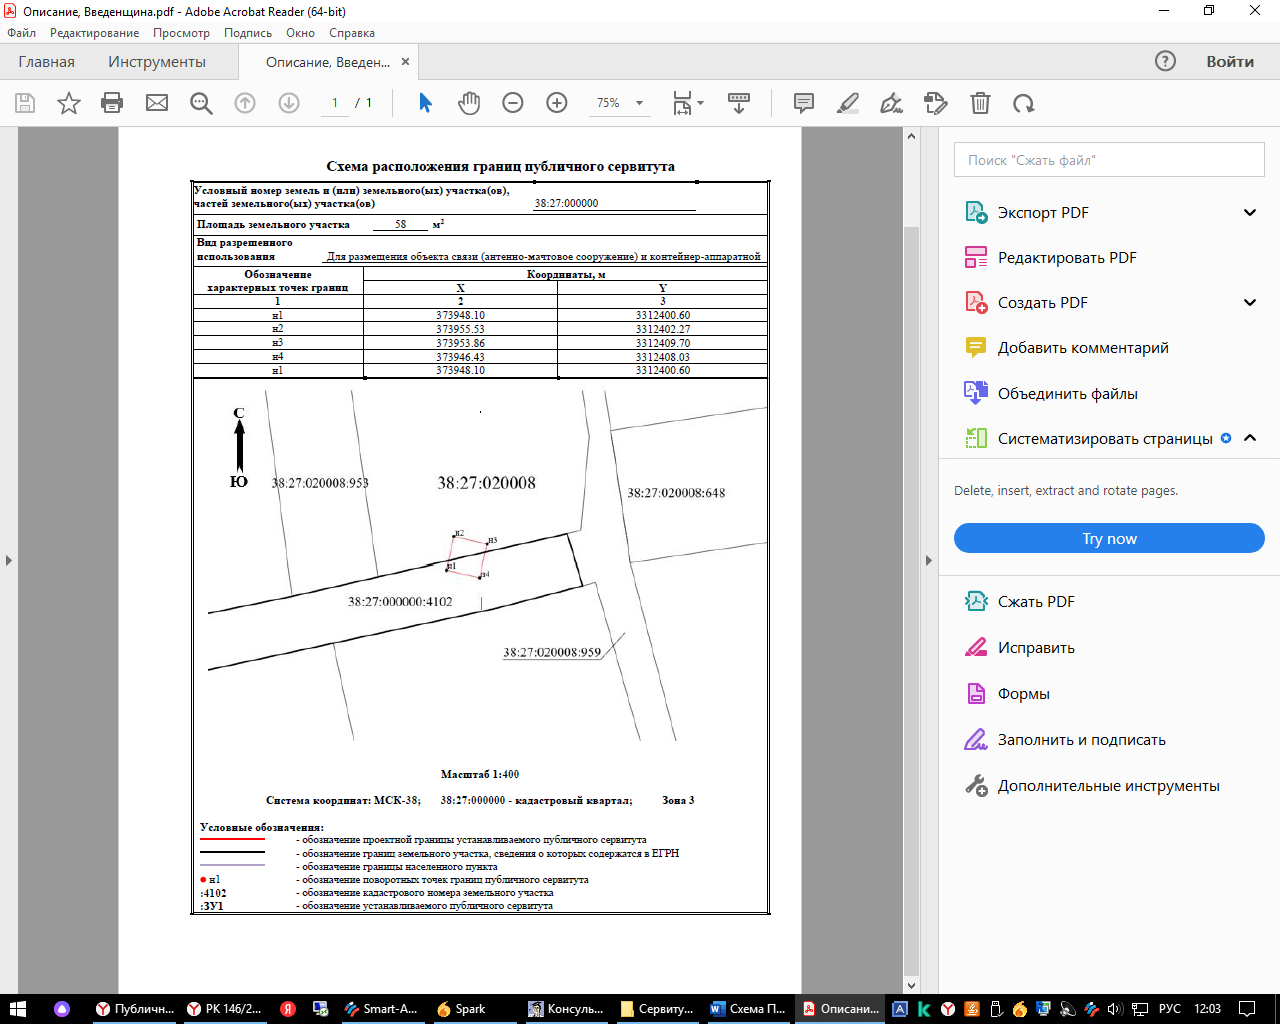 Описание, Введенщина.pdf - Adobe Acrobat Reader (64-bit)
Файл Редактирование Просмотр Подпись Окно Справка
Главная Инструменты Описание, Введен... × Войти
1 / 1 75%
Схема расположения границ публичного сервитута
Условный номер земель и (или) земельного(ых) участка(ов),
частей земельного(ых) участка(ов) 38:27:000000
Площадь земельного участка 58 м²
Вид разрешенного
использования Для размещения объекта связи (антенно-мачтовое сооружение) и контейнер-аппаратной
Обозначение
характерных точек границ
Координаты, м
X Y
1 2 3
н1 373948.10 3312400.60
н2 373955.53 3312402.27
н3 373953.86 3312409.70
н4 373946.43 3312408.03
н1 373948.10 3312400.60
С
Ю
38:27:020008:953
38:27:020008
38:27:020008:648
н2
н3
н1
н4
38:27:000000:4102
38:27:020008:959
Масштаб 1:400
Система координат: МСК-38; 38:27:000000 - кадастровый квартал; Зона 3
Условные обозначения:
- обозначение проектной границы устанавливаемого публичного сервитута
- обозначение границ земельного участка, сведения о которых содержатся в ЕГРН
- обозначение границы населенного пункта
н1 - обозначение поворотных точек границ публичного сервитута
:4102 - обозначение кадастрового номера земельного участка
:ЗУ1 - обозначение устанавливаемого публичного сервитута
Поиск "Сжать файл"
Экспорт PDF
Редактировать PDF
Создать PDF
Добавить комментарий
Объединить файлы
Систематизировать страницы
Delete, insert, extract and rotate pages.
Try now
Сжать PDF
Исправить
Формы
Заполнить и подписать
Дополнительные инструменты
Публичн... РК 146/2... Я Smart-A... Spark Консуль... Сервиту... Схема П... Описани... РУС 12:03